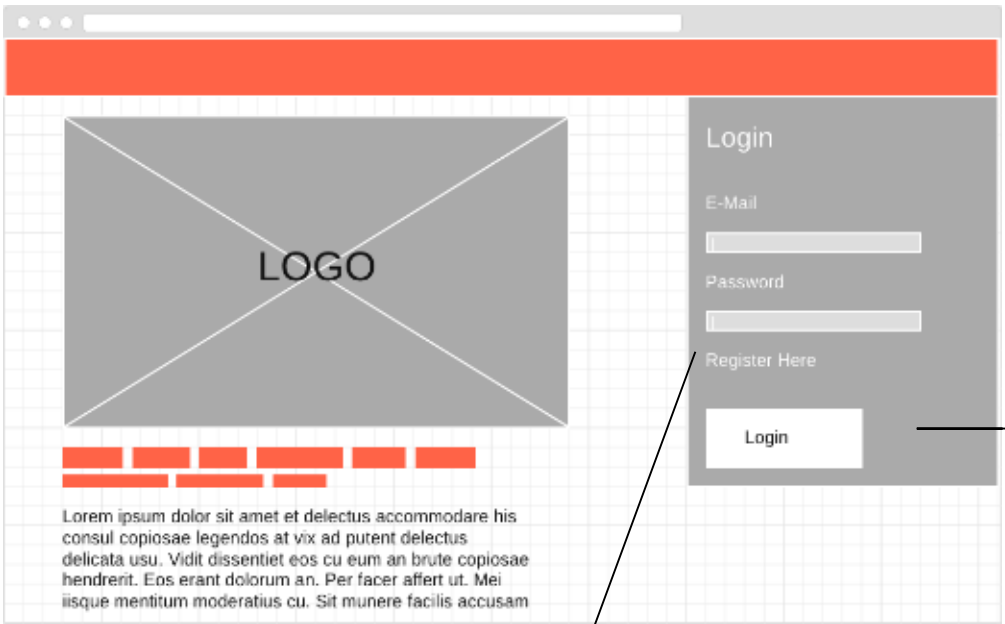 LOGO
Lorem ipsum dolor sit amet et delectus accommodare his
consul copiosae legendos at vix ad putent delectus
delicata usu. Vidit dissentiet eos cu eum an brute copiosae
hendrerit. Eos erant dolorum an. Per facer affert ut. Mei
iisque mentitum moderatius cu. Sit munere facilis accusam
Login
E-Mail
Password
Register Here
Login